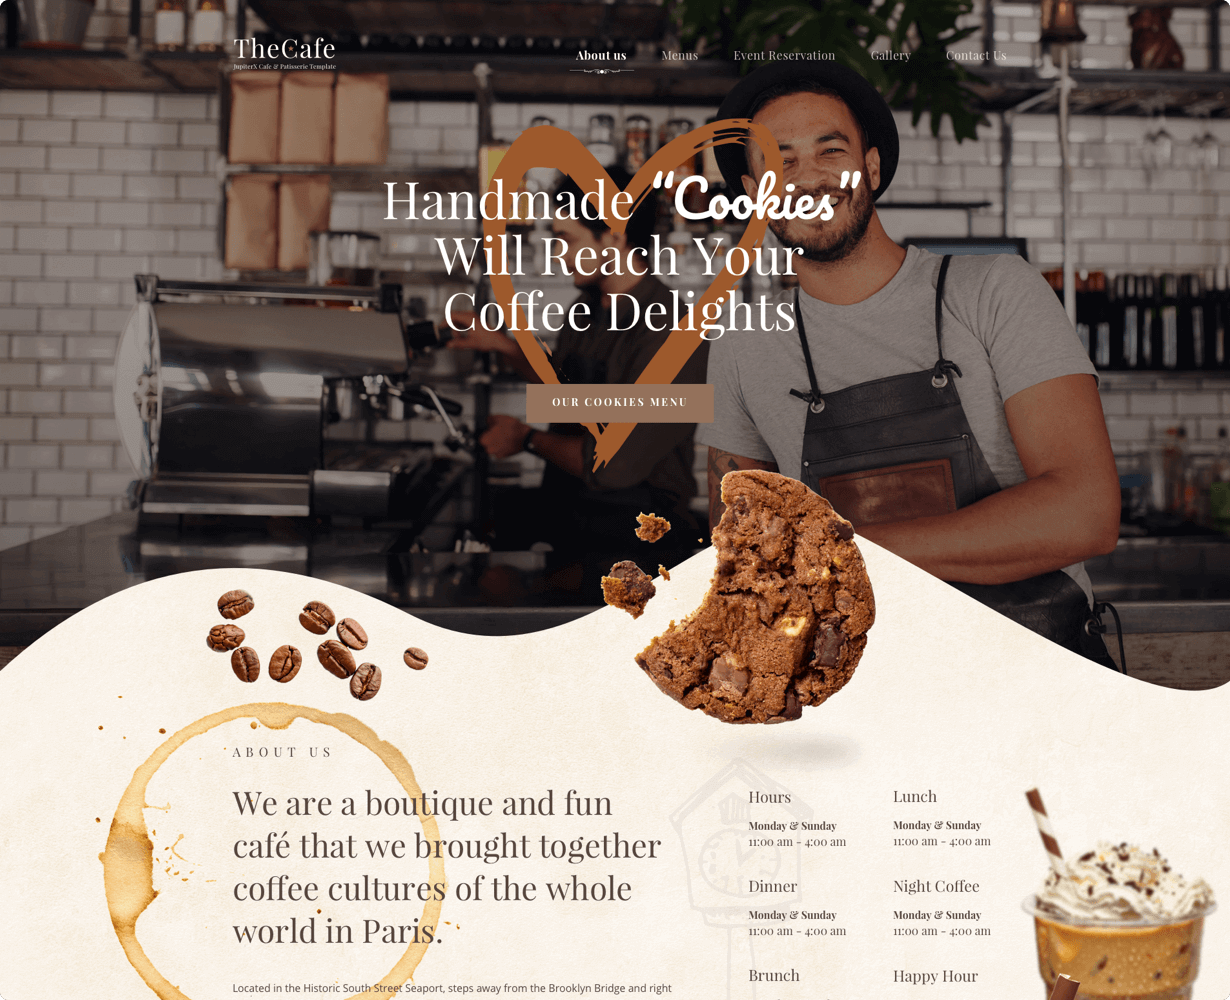 TheCafe
JupiterX Cafe & Patisserie Template
About us
Menus
Event Reservation
Gallery
Contact Us
Handmade “Cookies”
Will Reach Your
Coffee Delights
OUR COOKIES MENU
ABOUT US
We are a boutique and fun
café that we brought together
coffee cultures of the whole
world in Paris.
Located in the Historic South Street Seaport, steps away from the Brooklyn Bridge and right
Hours
Monday & Sunday
11:00 am - 4:00 am
Lunch
Monday & Sunday
11:00 am - 4:00 am
Dinner
Monday & Sunday
11:00 am - 4:00 am
Night Coffee
Monday & Sunday
11:00 am - 4:00 am
Brunch
Happy Hour